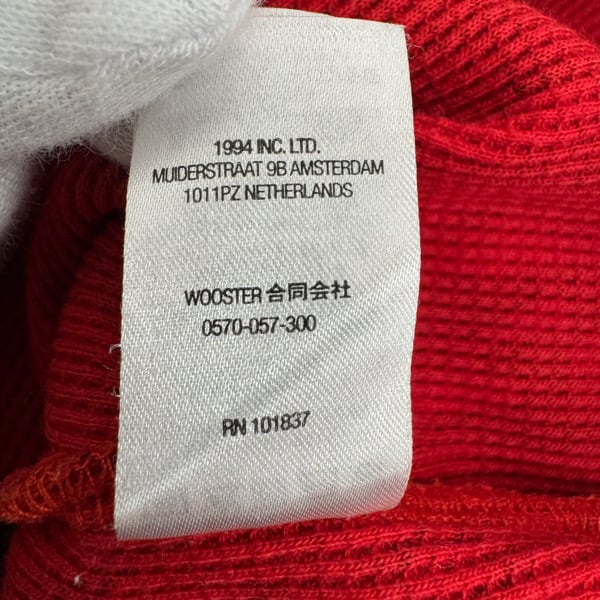 1994 INC. LTD.
MUIDERSTRAAT 9B AMSTERDAM
1011PZ NETHERLANDS
WOOSTER 合同会社
0570-057-300
RN 101837